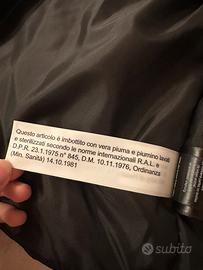 Questo articolo è imbottito con vera piuma e piumino lavati
e sterilizzati secondo le norme internazionali R.A.L. e
D.P.R. 23.1.1975 n° 845, D.M. 10.11.1976, Ordinanza
(Min. Sanità) 14.10.1981
subito